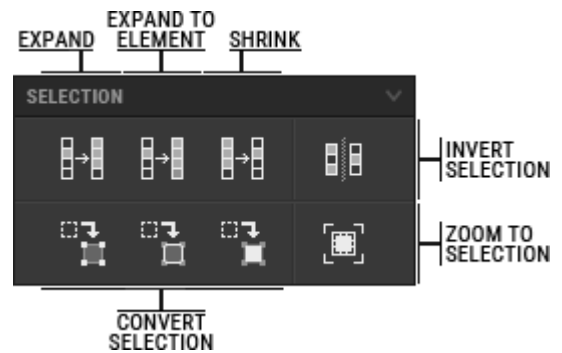 EXPAND TO
EXPAND ELEMENT SHRINK
SELECTION
INVERT
SELECTION
ZOOM TO
SELECTION
CONVERT
SELECTION